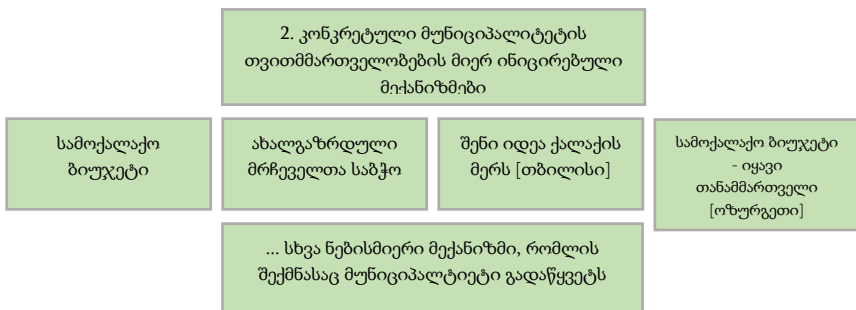 2. კონკრეტული მუნიციპალიტეტის
თვითმმართველობების მიერ ინიცირებული
მექანიზმები
სამოქალაქო
ბიუჯეტი
ახალგაზრდული
მრჩეველთა საბჭო
შენი იდეა ქალაქის
მერს [თბილისი]
სამოქალაქო ბიუჯეტი
- იყავი
თანამმართველი
[ოზურგეთი]
... სხვა ნებისმიერი მექანიზმი, რომლის
შექმნასაც მუნიციპალტიეტი გადაწყვეტს